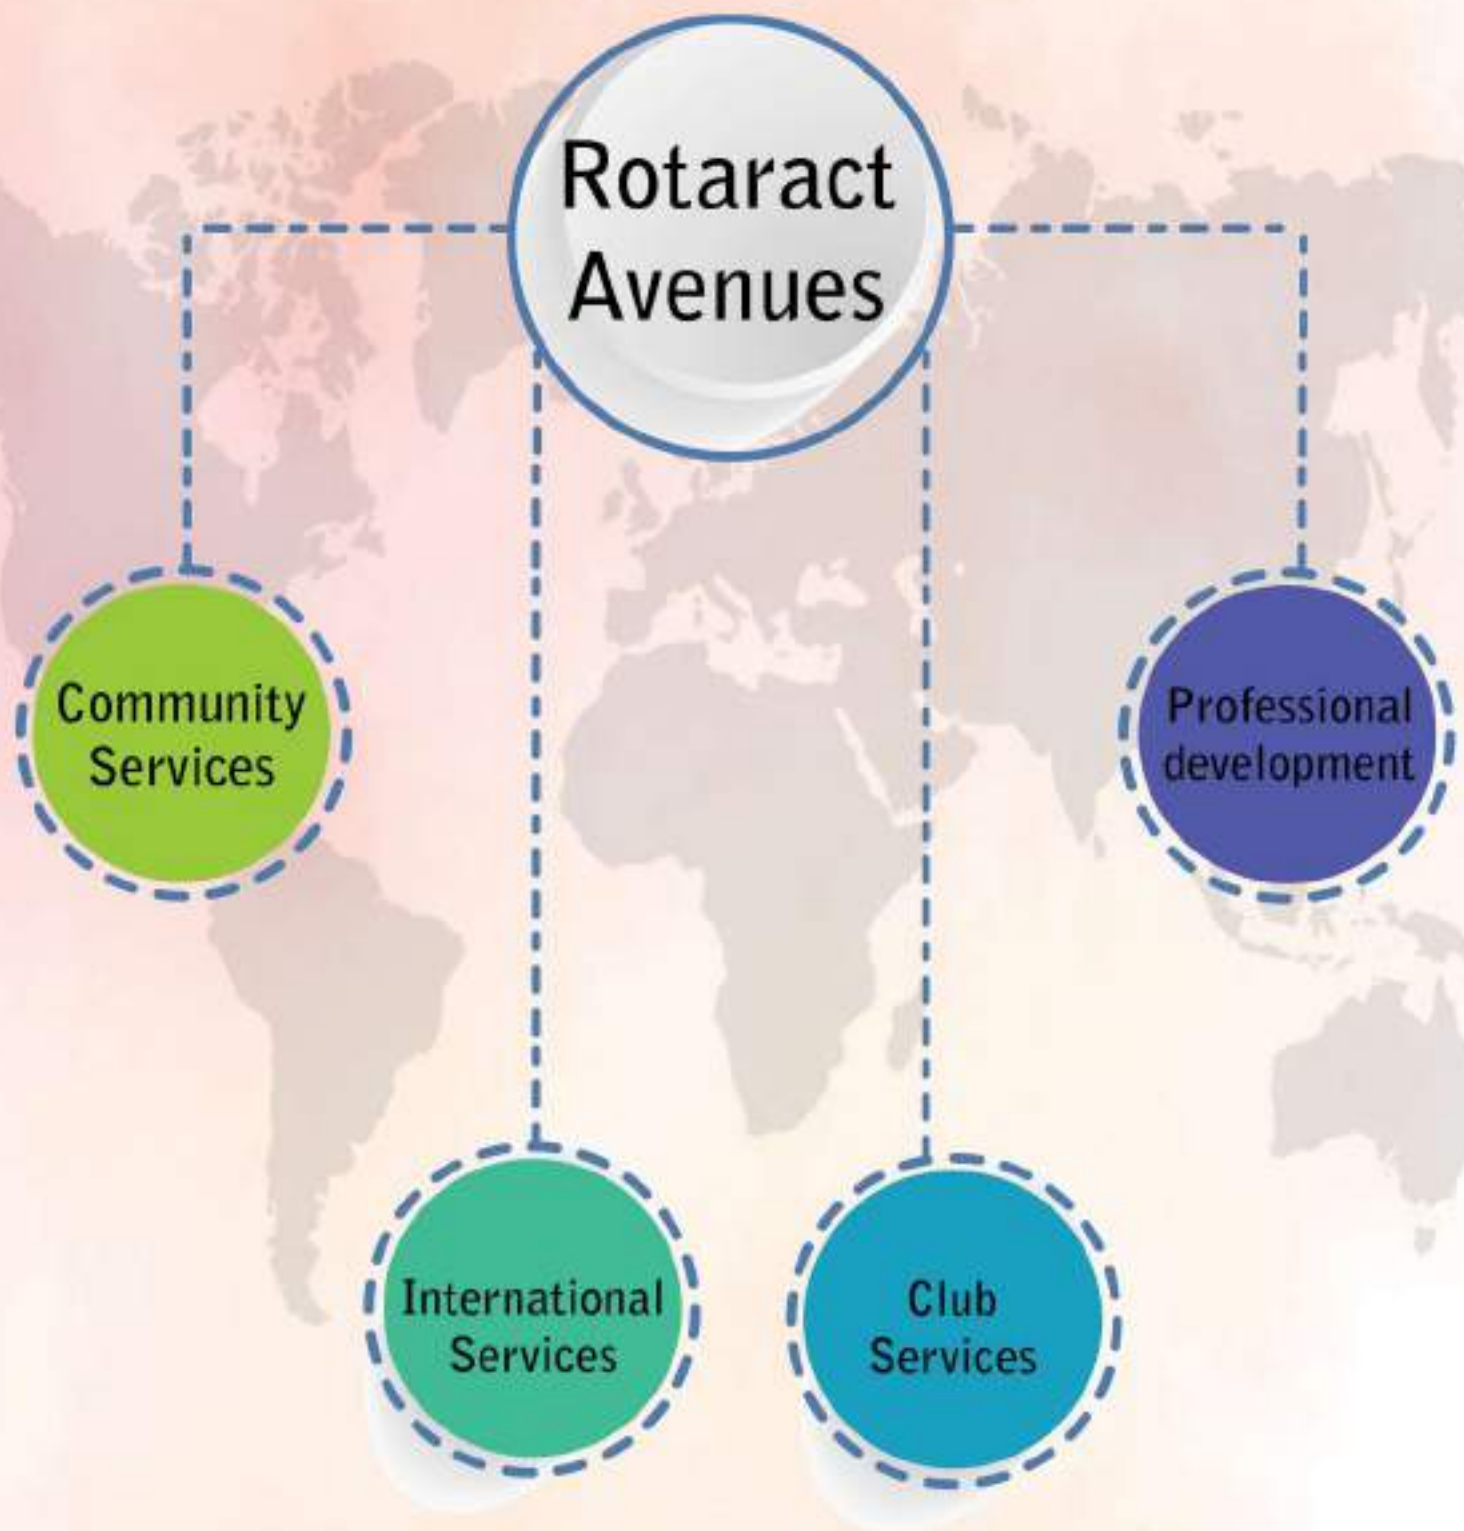 Rotaract
Avenues
Community
Services
Professional
development
International
Services
Club
Services